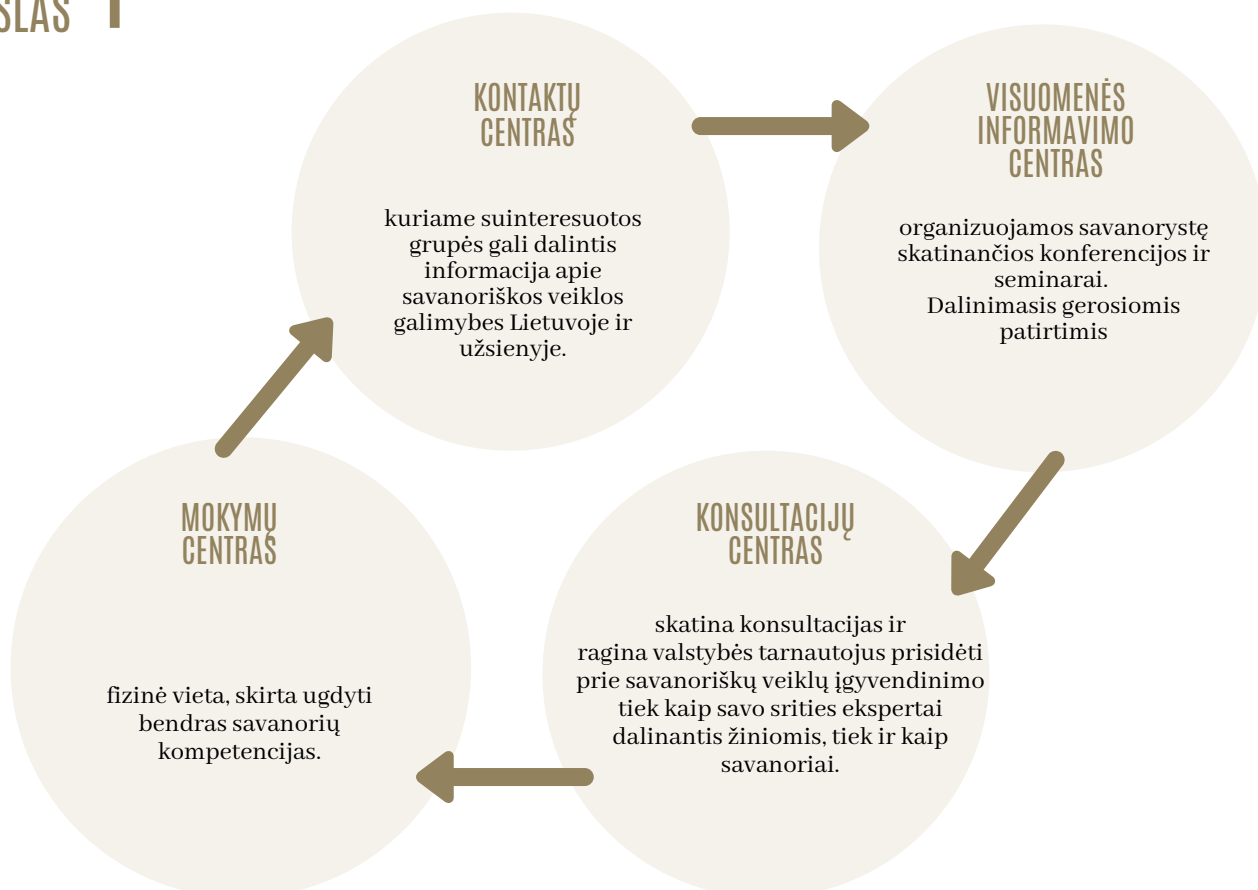 KONTAKTŲ
CENTRAS
kuriame suinteresuotos
grupės gali dalintis
informacija apie
savanoriškos veiklos
galimybes Lietuvoje ir
užsienyje.
VISUOMENĖS
INFORMAVIMO
CENTRAS
organizuojamos savanorystę
skatinančios konferencijos ir
seminarai.
Dalinimasis gerosiomis
patirtimis
KONSULTACIJŲ
CENTRAS
skatina konsultacijas ir
ragina valstybės tarnautojus prisidėti
prie savanoriškų veiklų įgyvendinimo
tiek kaip savo srities ekspertai
dalinantis žiniomis, tiek ir kaip
savanoriai.
MOKYMŲ
CENTRAS
fizinė vieta, skirta ugdyti
bendras savanorių
kompetencijas.